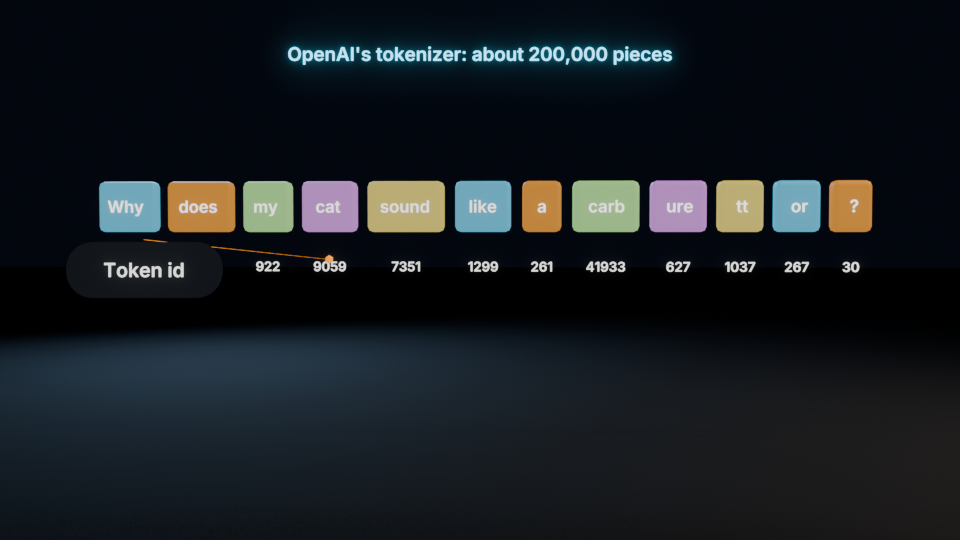 OpenAI's tokenizer: about 200,000 pieces
Why does my cat sound like a carb ure tt or ?
Token id 922 9059 7351 1299 261 41933 627 1037 267 30